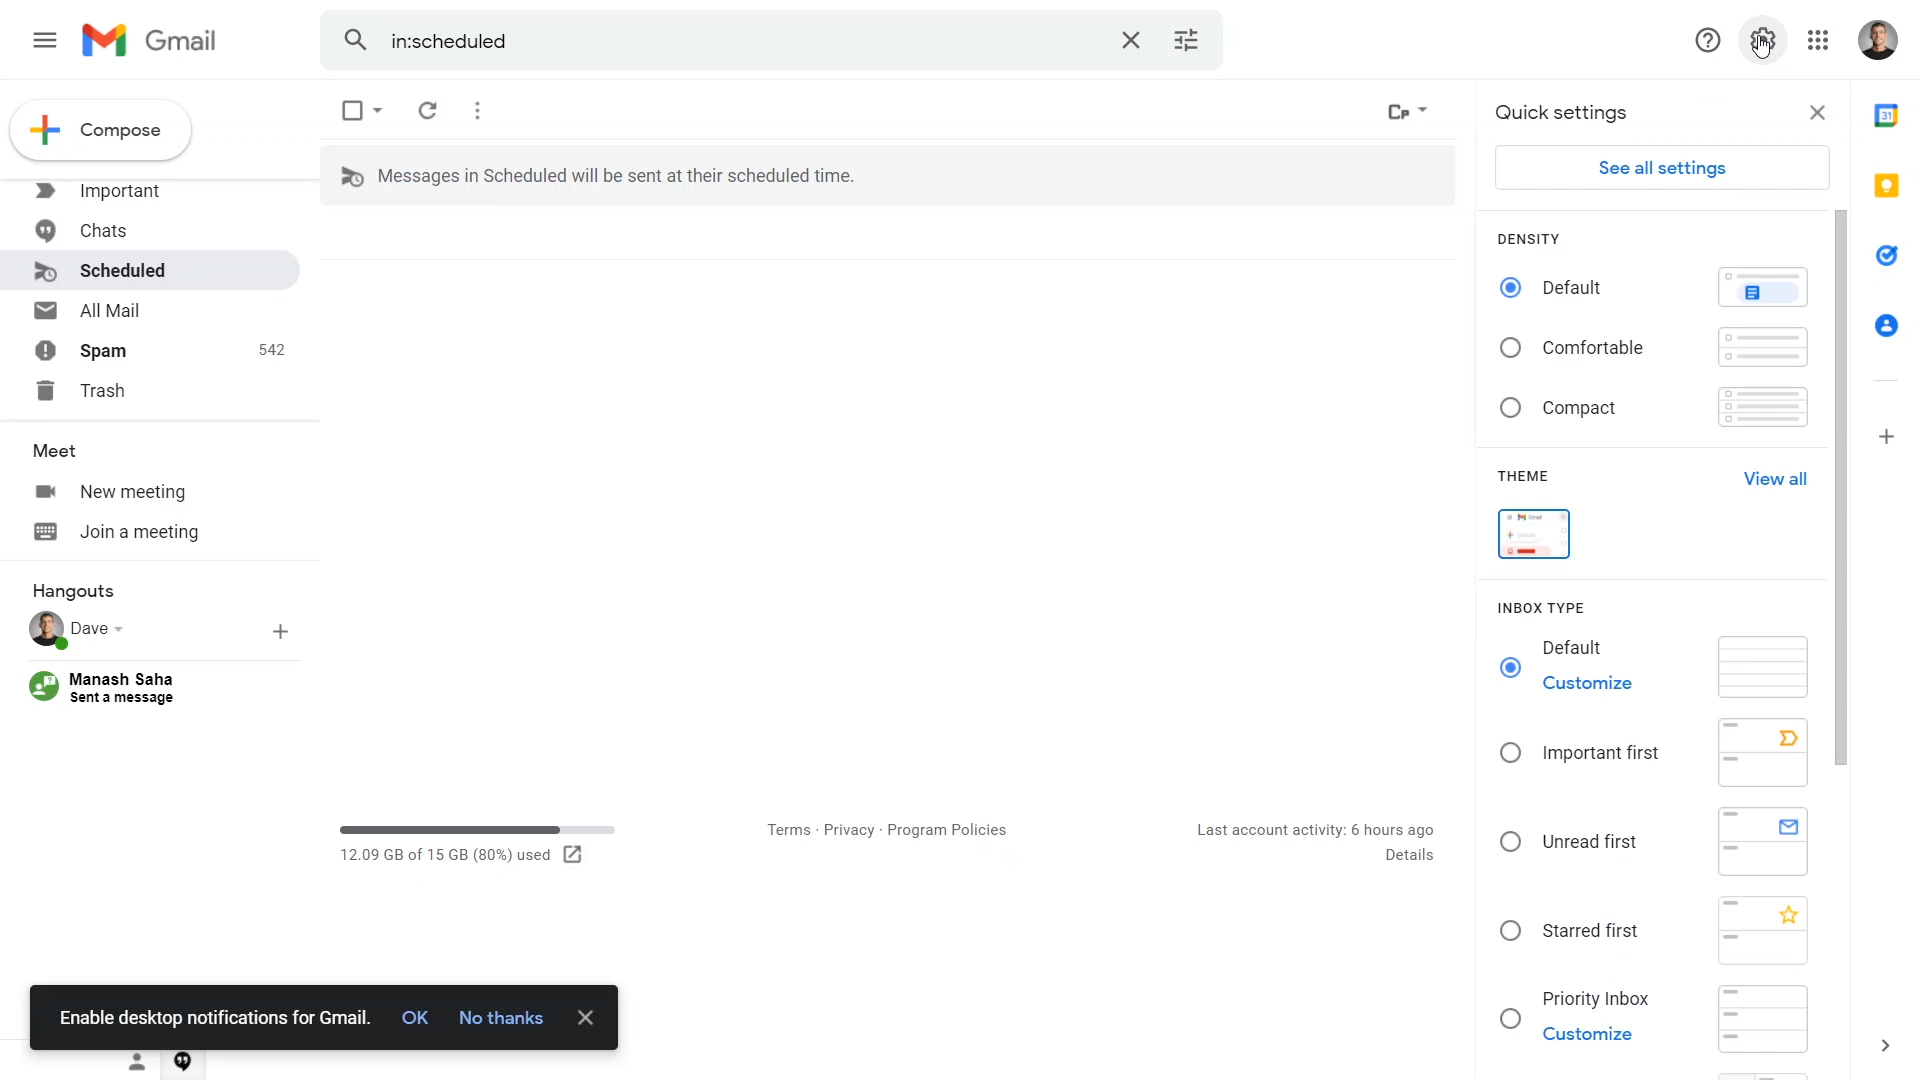 Gmail
in:scheduled
Compose
Important
Chats
Scheduled
All Mail
Spam 542
Trash
Meet
New meeting
Join a meeting
Hangouts
Dave
Manash Saha
Sent a message
Messages in Scheduled will be sent at their scheduled time.
12.09 GB of 15 GB (80%) used
Terms · Privacy · Program Policies
Last account activity: 6 hours ago
Details
Enable desktop notifications for Gmail. OK No thanks
Quick settings
See all settings
DENSITY
Default
Comfortable
Compact
THEME View all
INBOX TYPE
Default
Customize
Important first
Unread first
Starred first
Priority Inbox
Customize
31